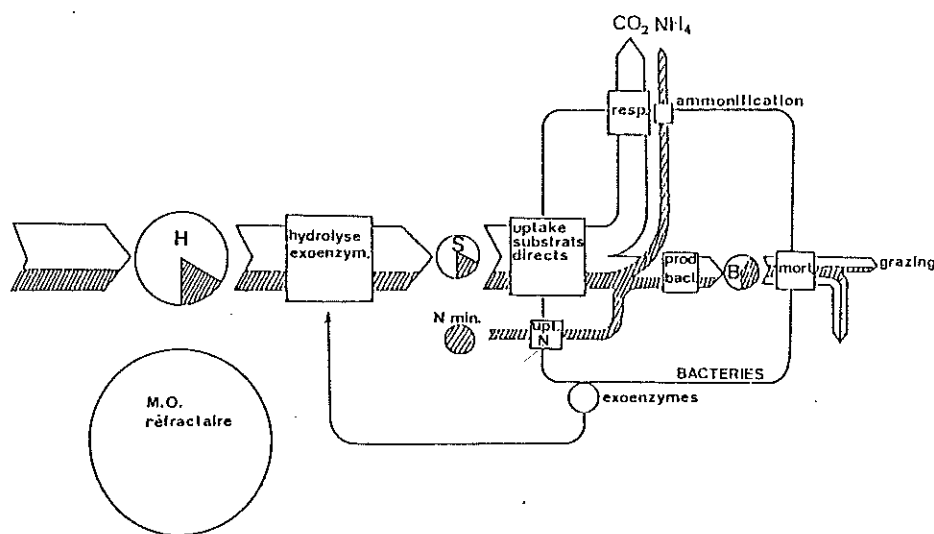 CO2 NH4
resp.
ammonification
H
hydrolyse
exoenzym.
S
uptake
substrats
directs
prod
bact.
B
mort.
grazing
N min.
upt.
N
BACTERIES
exoenzymes
M.O.
réfractaire